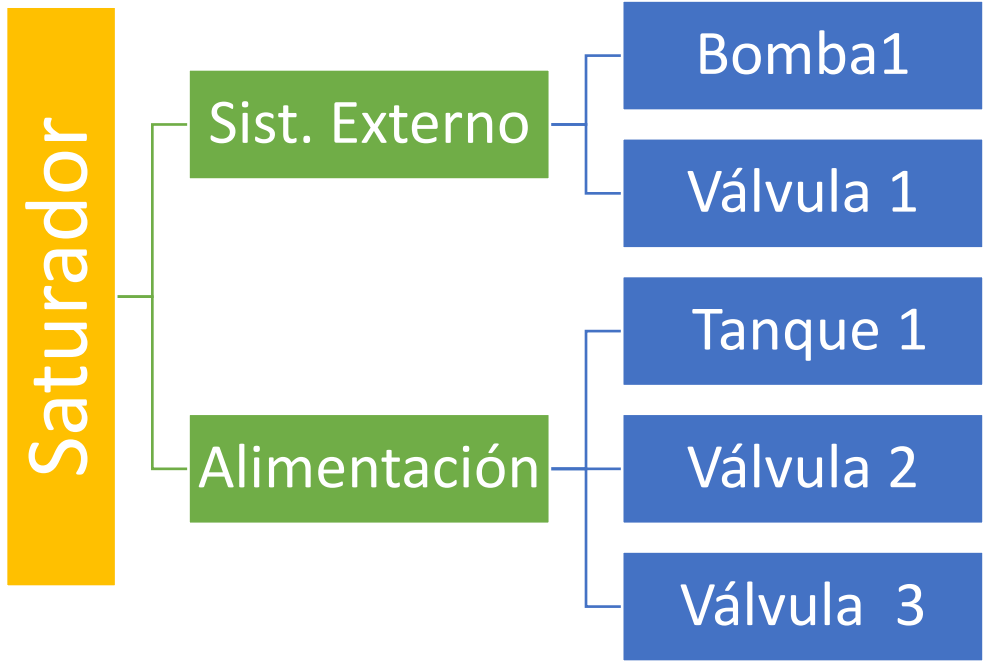 Saturador
Sist. Externo
Bomba1
Válvula 1
Alimentación
Tanque 1
Válvula 2
Válvula 3